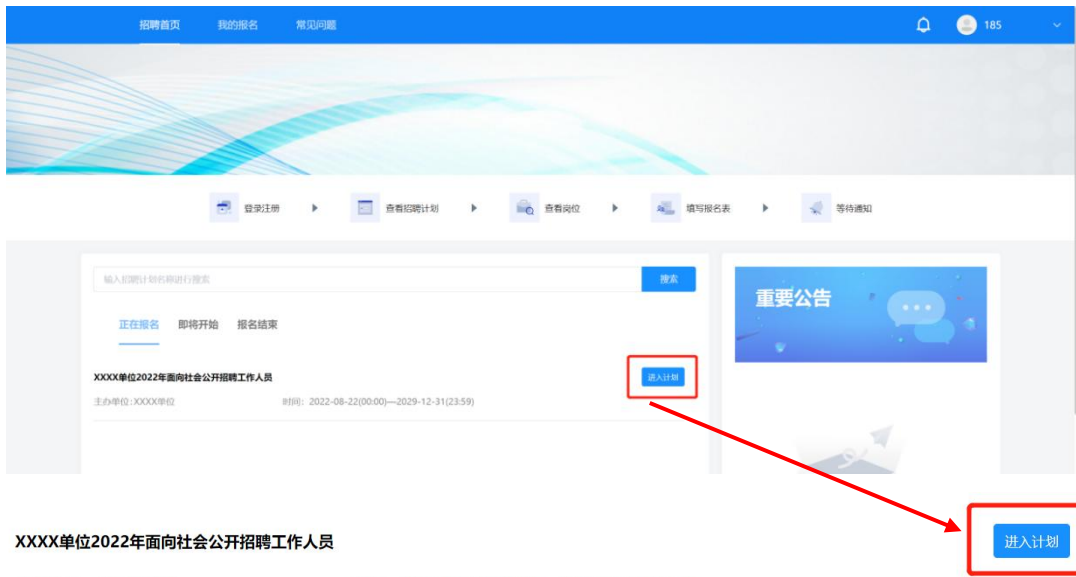 招聘首页 我的报名 常见问题 185
登录注册 查看招聘计划 查看岗位 填写报名表 等待通知
输入招聘计划名称进行搜索 搜索
重要公告
正在报名 即将开始 报名结束
XXXX单位2022年面向社会公开招聘工作人员 进入计划
主办单位:XXXX单位 时间：2022-08-22(00:00)—2029-12-31(23:59)
XXXX单位2022年面向社会公开招聘工作人员 进入计划